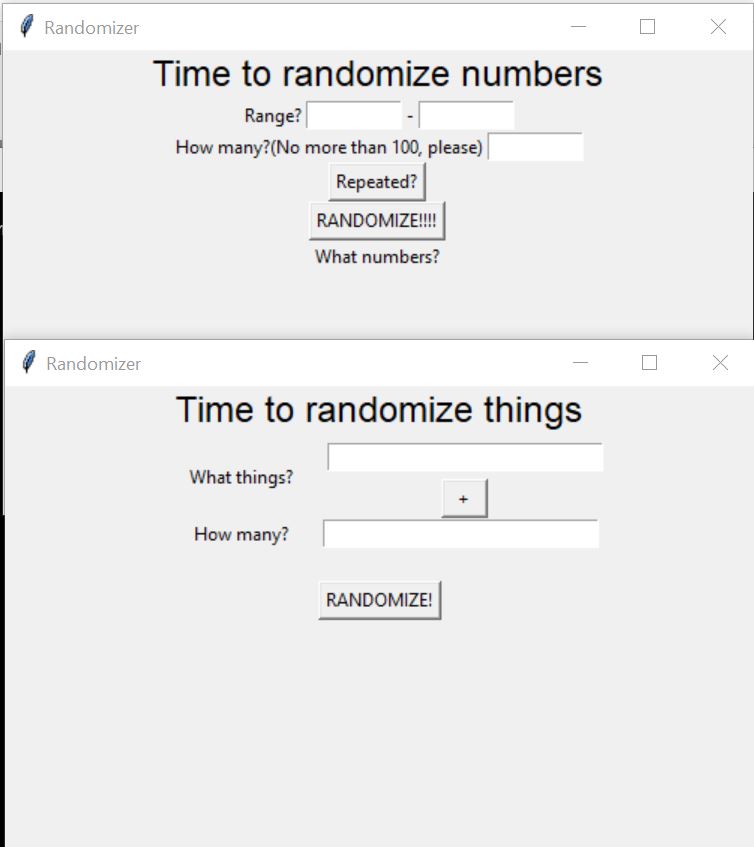 Randomizer
Time to randomize numbers
Range? -
How many?(No more than 100, please)
Repeated?
RANDOMIZE!!!!
What numbers?
Randomizer
Time to randomize things
What things?
+
How many?
RANDOMIZE!